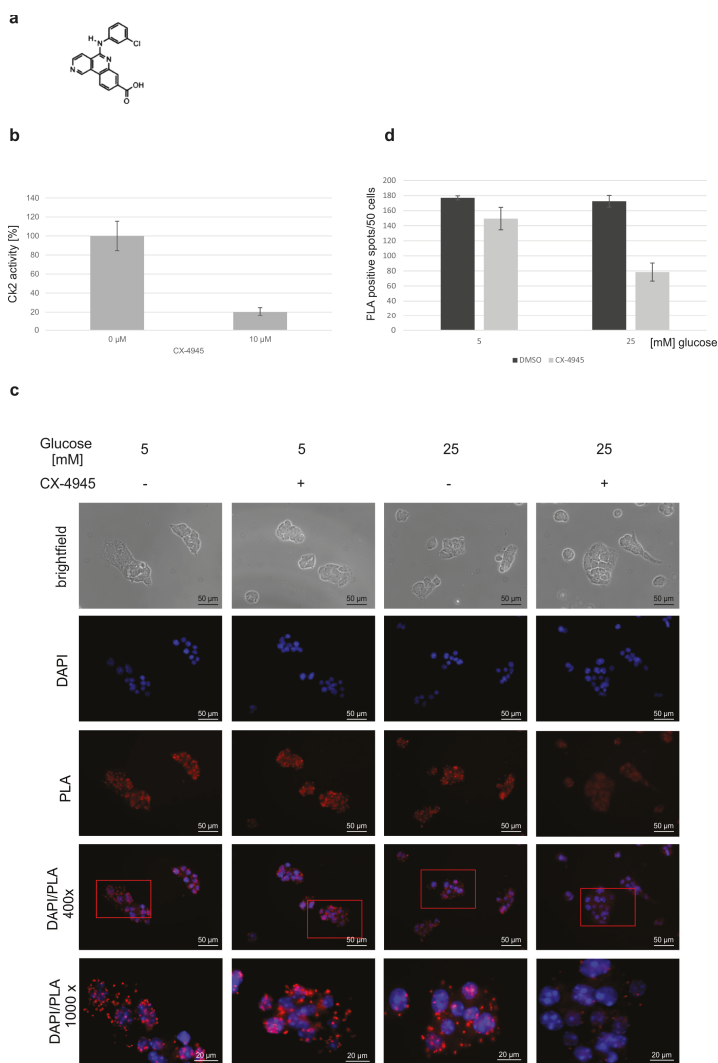 a
H
N
Cl
N
N
OH
O
b
Ck2 activity [%]
140
120
100
80
60
40
20
0
0 µM
10 µM
CX-4945
d
FLA positive spots/50 cells
200
180
160
140
120
100
80
60
40
20
0
5
25
[mM] glucose
DMSO CX-4945
c
Glucose
[mM]
5 5 25 25
CX-4945 - + - +
brightfield
50 µm 50 µm 50 µm 50 µm
DAPI
50 µm 50 µm 50 µm 50 µm
PLA
50 µm 50 µm 50 µm 50 µm
DAPI/PLA
400x
50 µm 50 µm 50 µm 50 µm
DAPI/PLA
1000 x
20 µm 20 µm 20 µm 20 µm